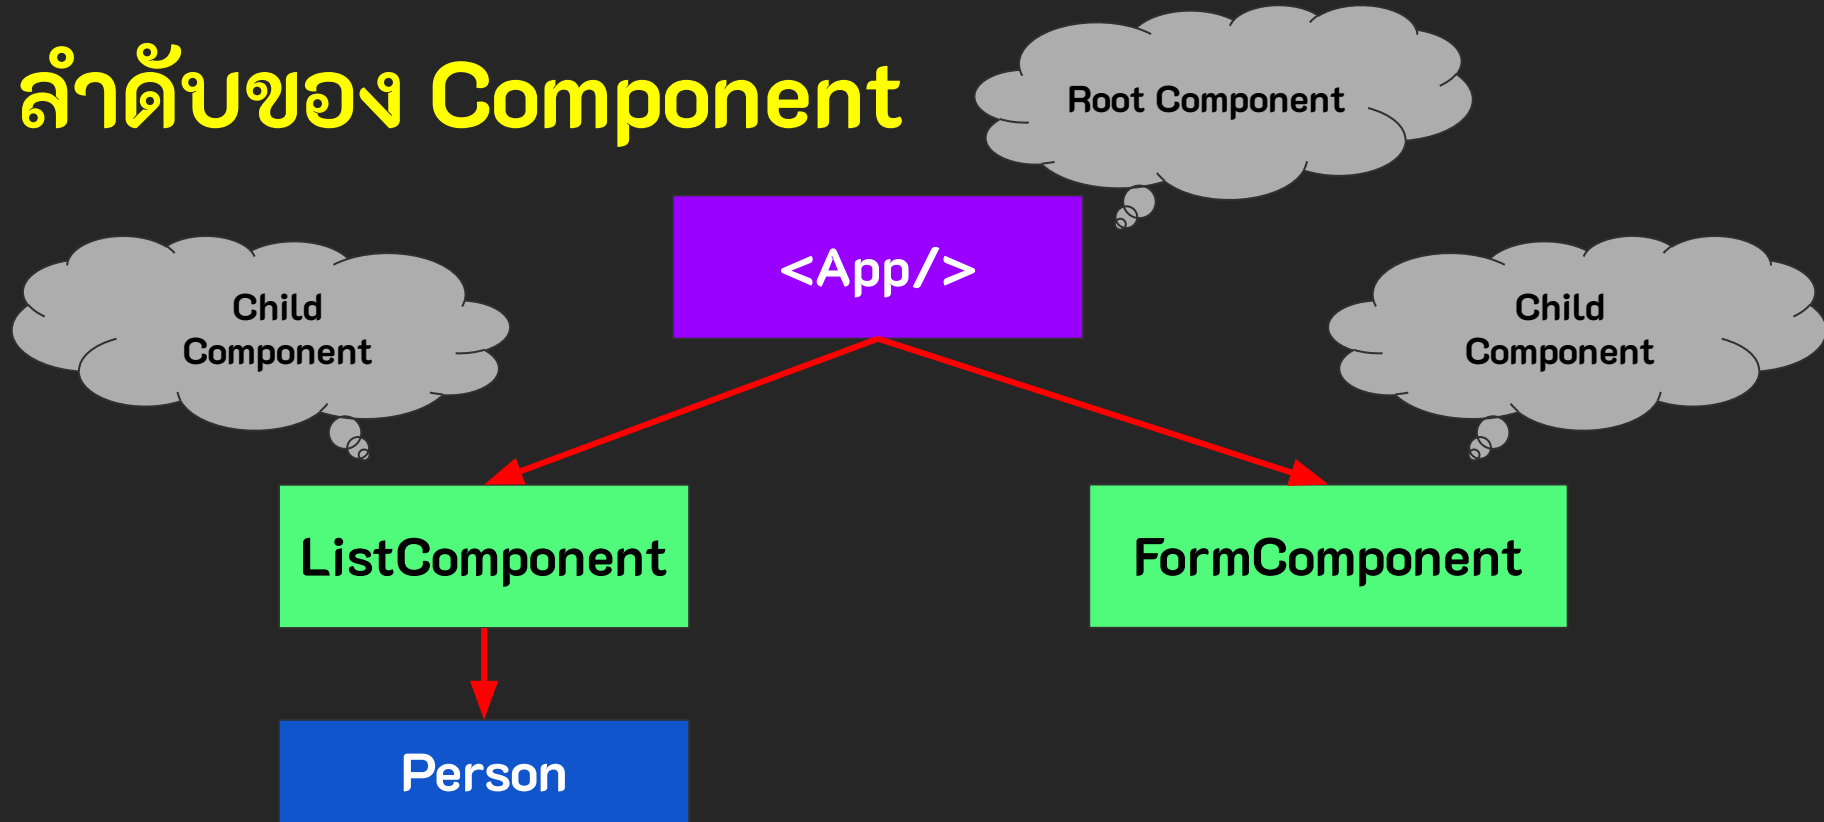 ลำดับของ Component
Root Component
<App/>
Child
Component
Child
Component
ListComponent
FormComponent
Person